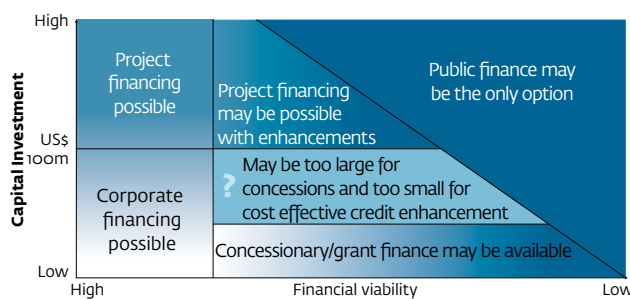 High
Project
financing
possible
Project financing
may be possible
with enhancements
Public finance may
be the only option
Capital Investment
US$
100m
Corporate
financing
possible
?
May be too large for
concessions and too small for
cost effective credit enhancement
Concessionary/grant finance may be available
Low
High
Financial viability
Low